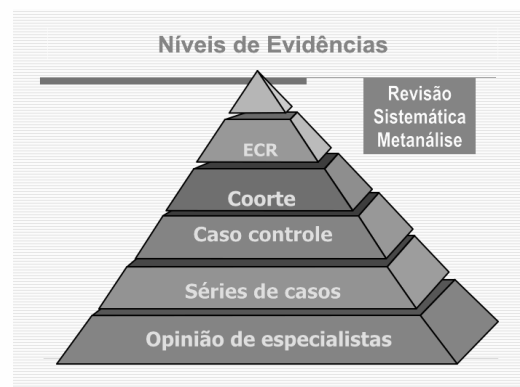 Níveis de Evidências
Revisão
Sistemática
Metanálise
ECR
Coorte
Caso controle
Séries de casos
Opinião de especialistas